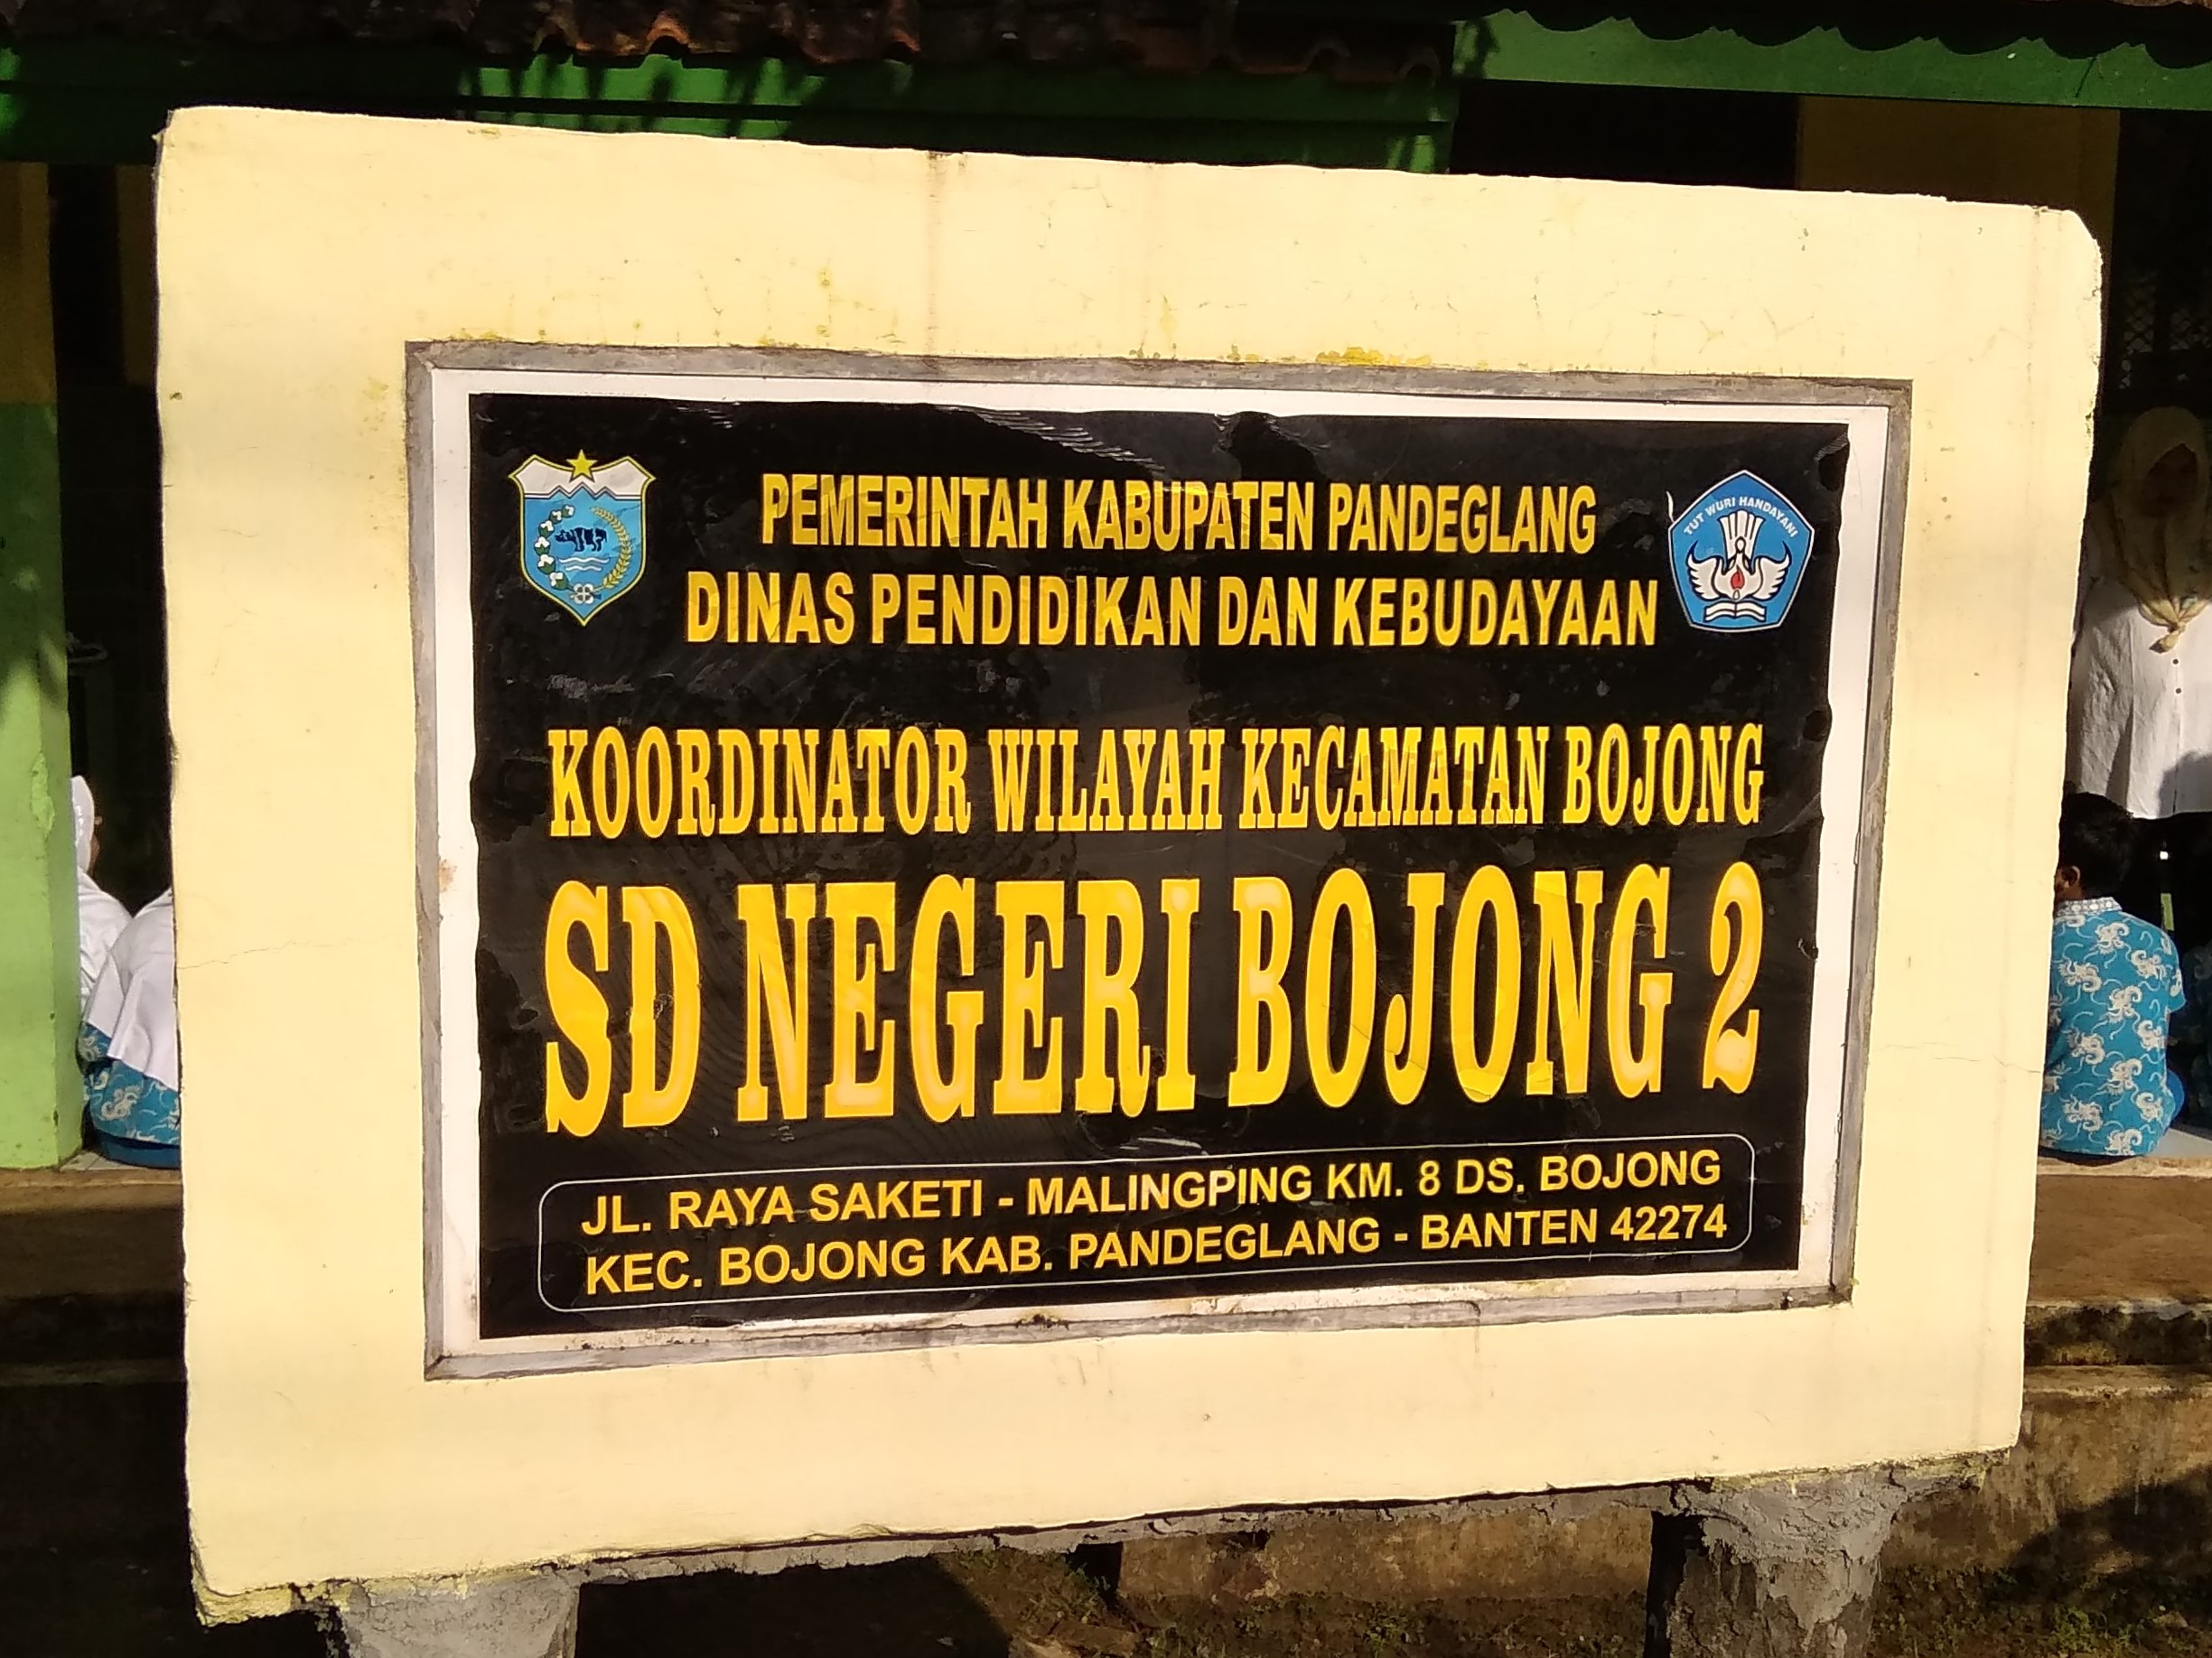 PEMERINTAH KABUPATEN PANDEGLANG
TUT WURI HANDAYANI
DINAS PENDIDIKAN DAN KEBUDAYAAN
KOORDINATOR WILAYAH KECAMATAN BOJONG
SD NEGERI BOJONG 2
JL. RAYA SAKETI - MALINGPING KM. 8 DS. BOJONG
KEC. BOJONG KAB. PANDEGLANG - BANTEN 42274